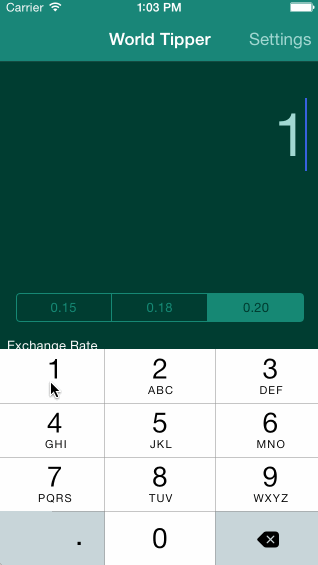 Carrier 1:03 PM
World Tipper Settings
1
0.15 0.18 0.20
Exchange Rate
1 2 3
ABC DEF
4 5 6
GHI JKL MNO
7 8 9
PQRS TUV WXYZ
. 0